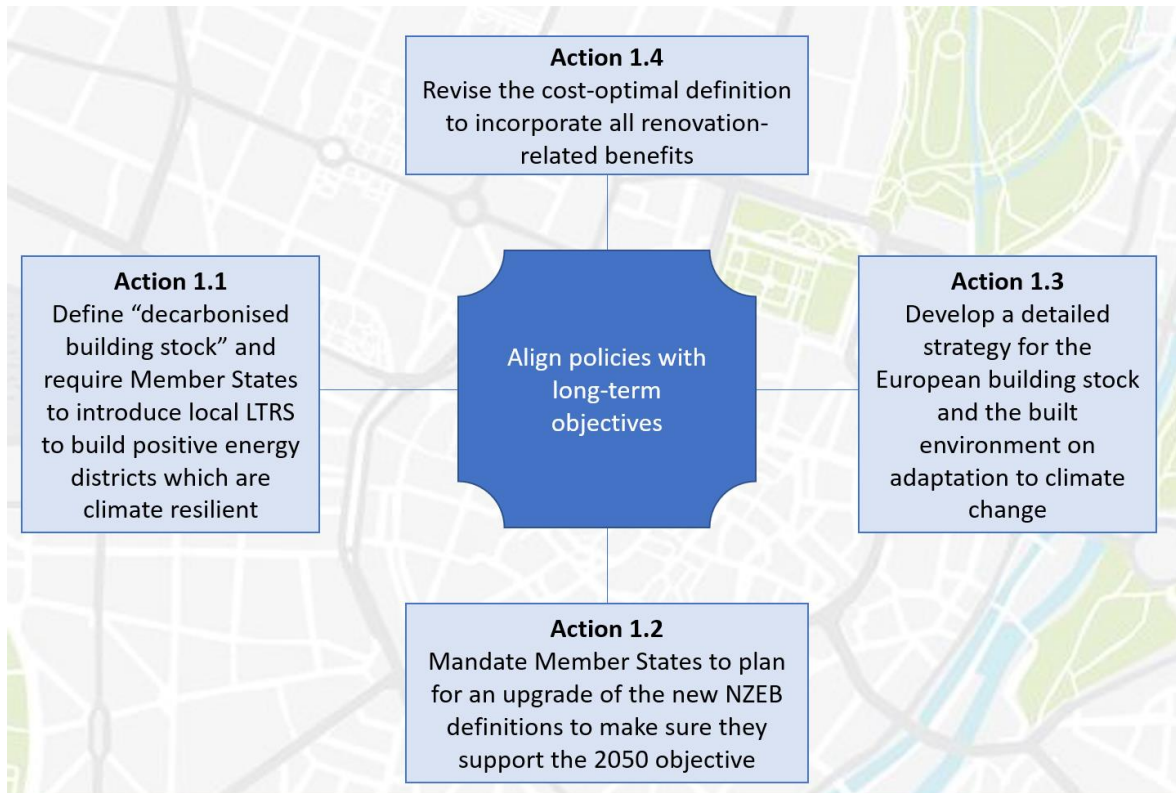 Action 1.4
Revise the cost-optimal definition
to incorporate all renovation-
related benefits
Action 1.1
Define “decarbonised
building stock” and
require Member States
to introduce local LTRS
to build positive energy
districts which are
climate resilient
Align policies with
long-term
objectives
Action 1.3
Develop a detailed
strategy for the
European building stock
and the built
environment on
adaptation to climate
change
Action 1.2
Mandate Member States to plan
for an upgrade of the new NZEB
definitions to make sure they
support the 2050 objective